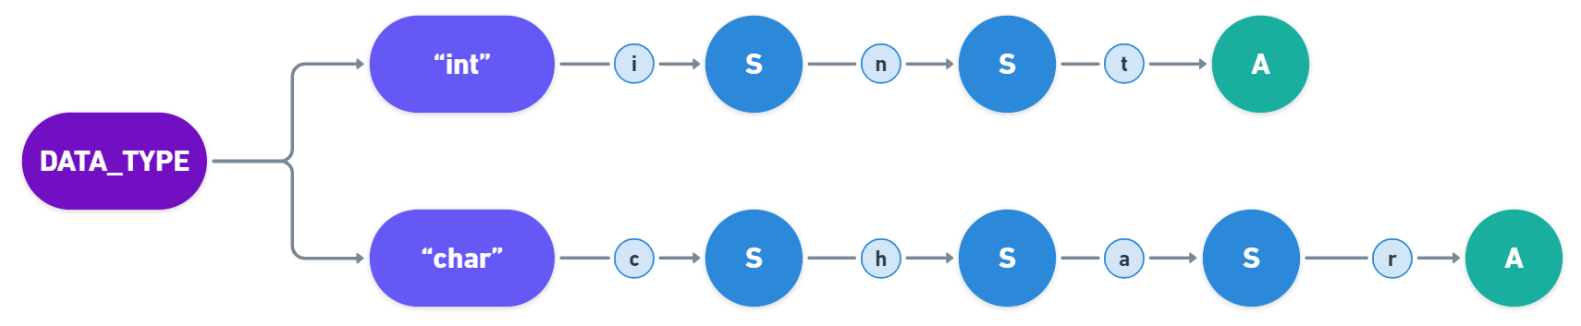 DATA_TYPE
“int” i S n S t A
“char” c S h S a S r A